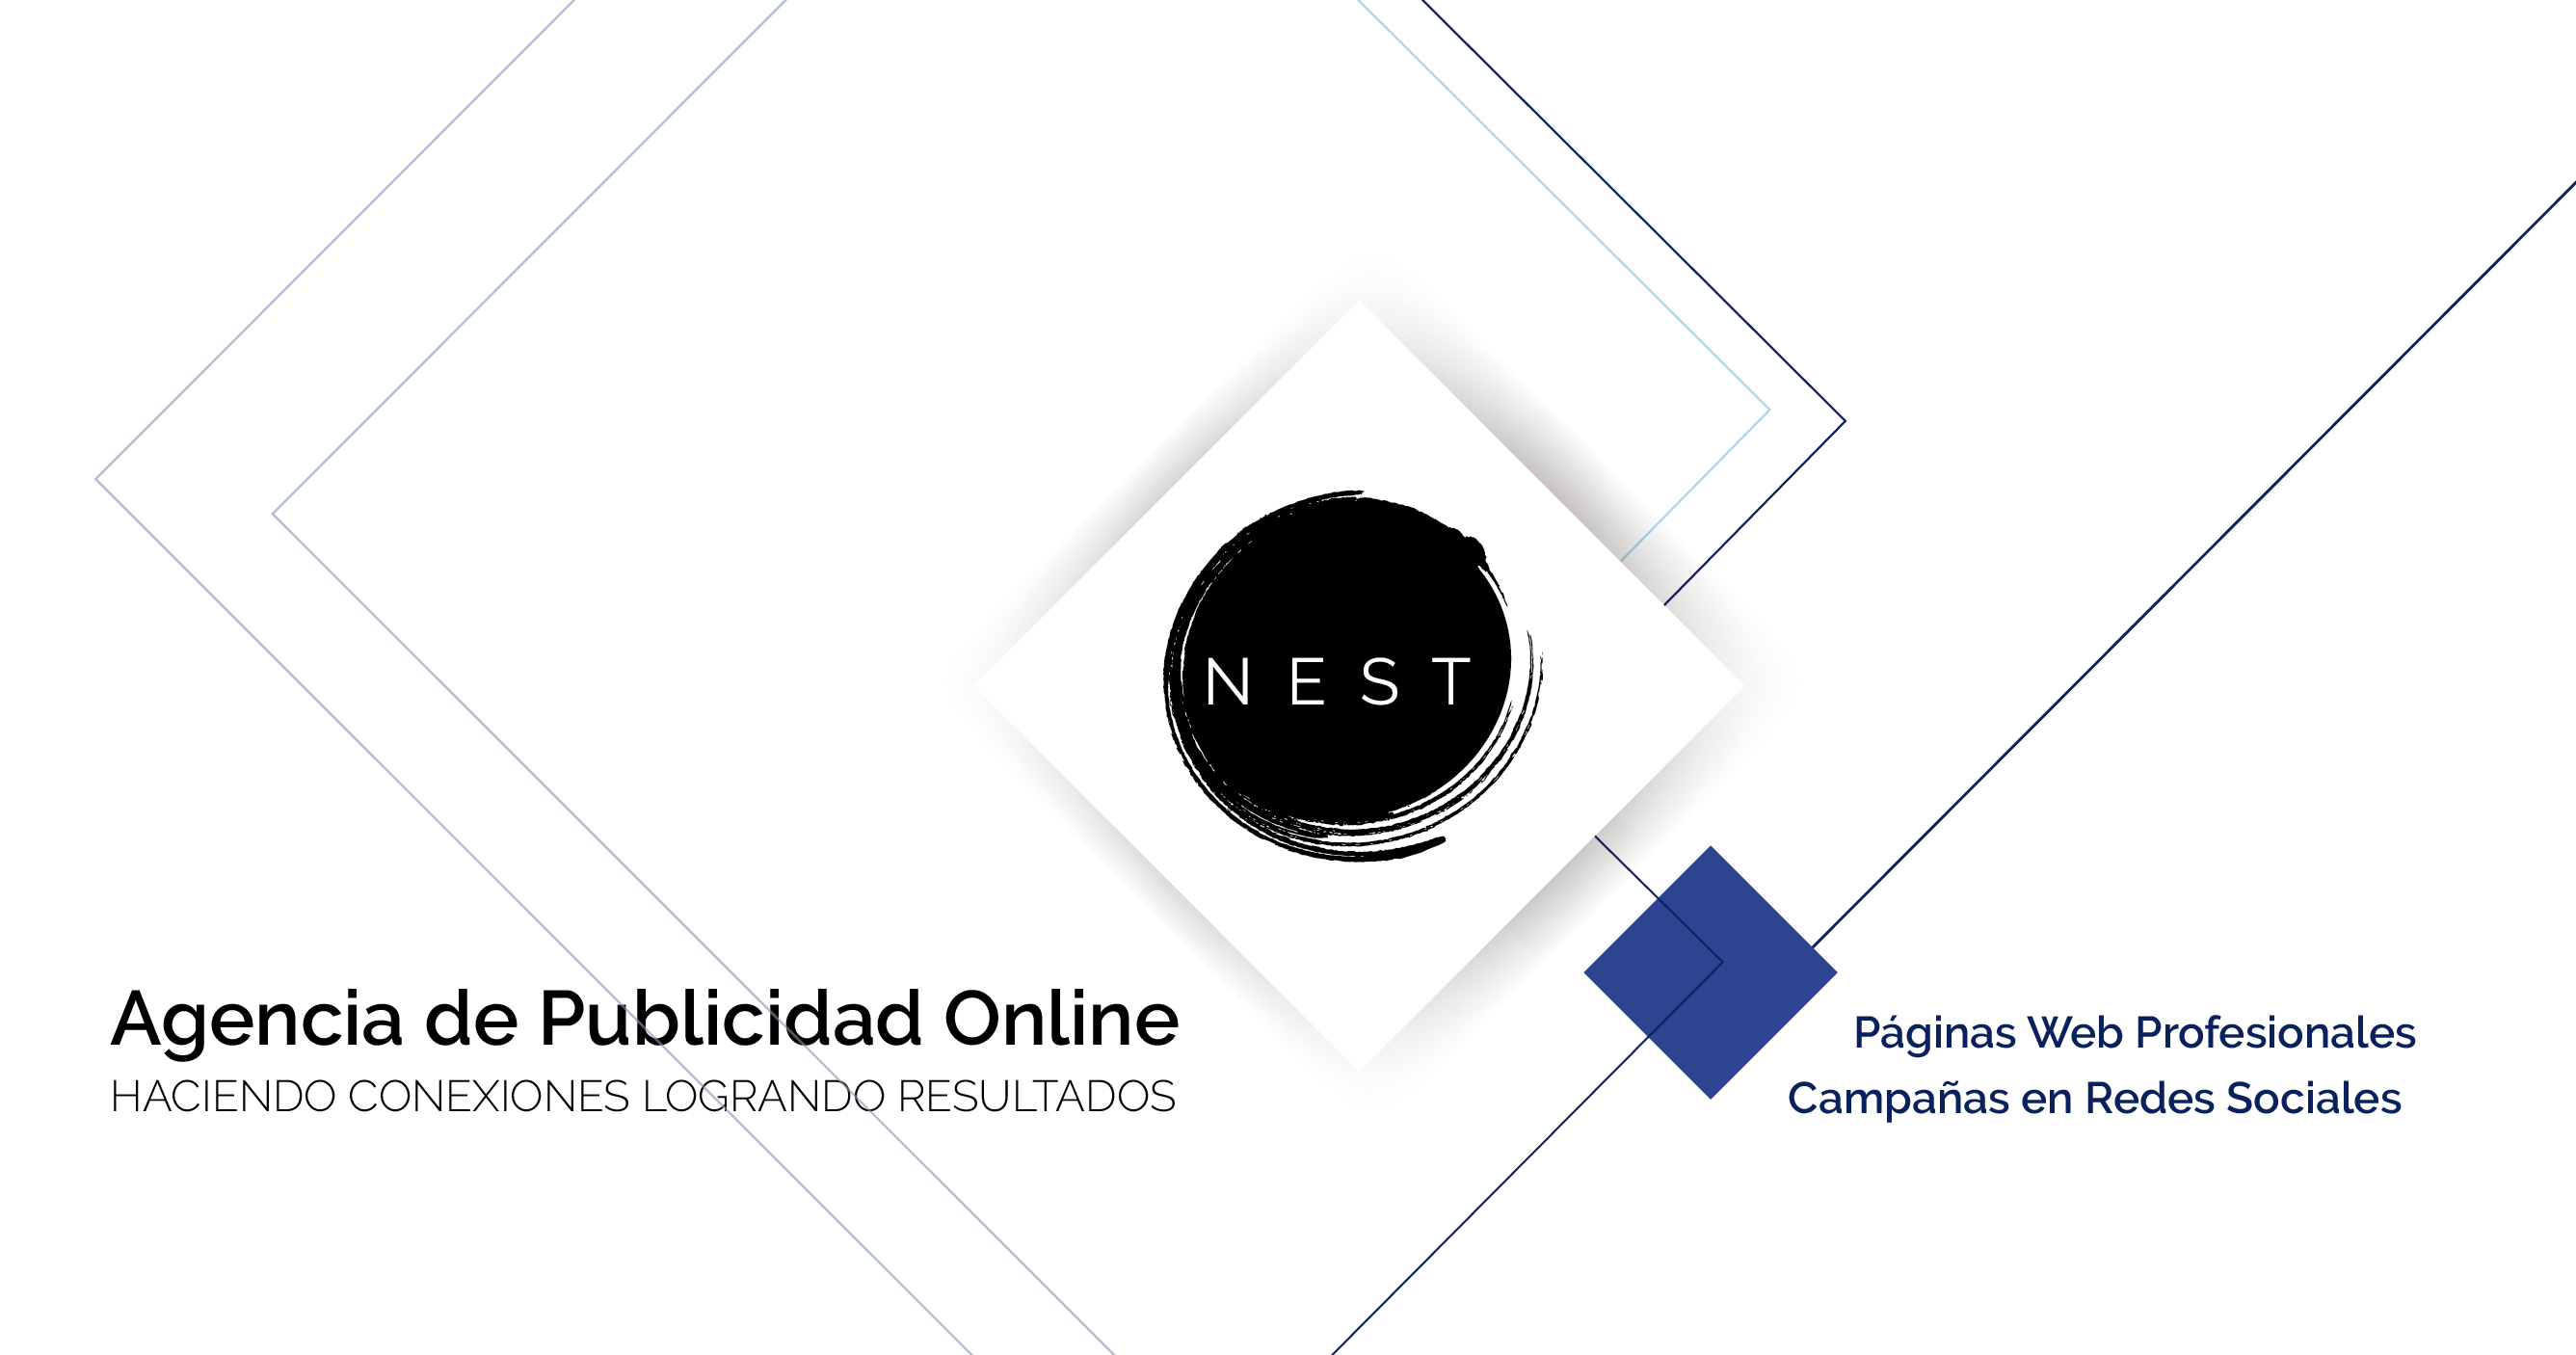 NEST
Agencia de Publicidad Online
HACIENDO CONEXIONES LOGRANDO RESULTADOS
Páginas Web Profesionales
Campañas en Redes Sociales